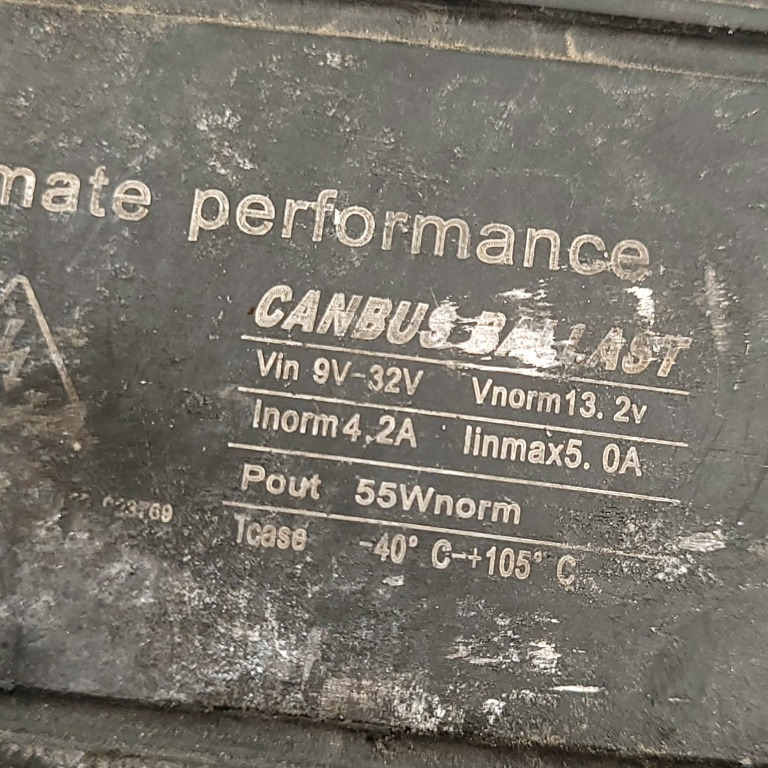 mate performance
CANBUS BALLAST
Vin 9V-32V Vnorm13. 2v
Inorm4,2A Iinmax5. 0A
Pout 55Wnorm
Tcase -40° C-+105° C